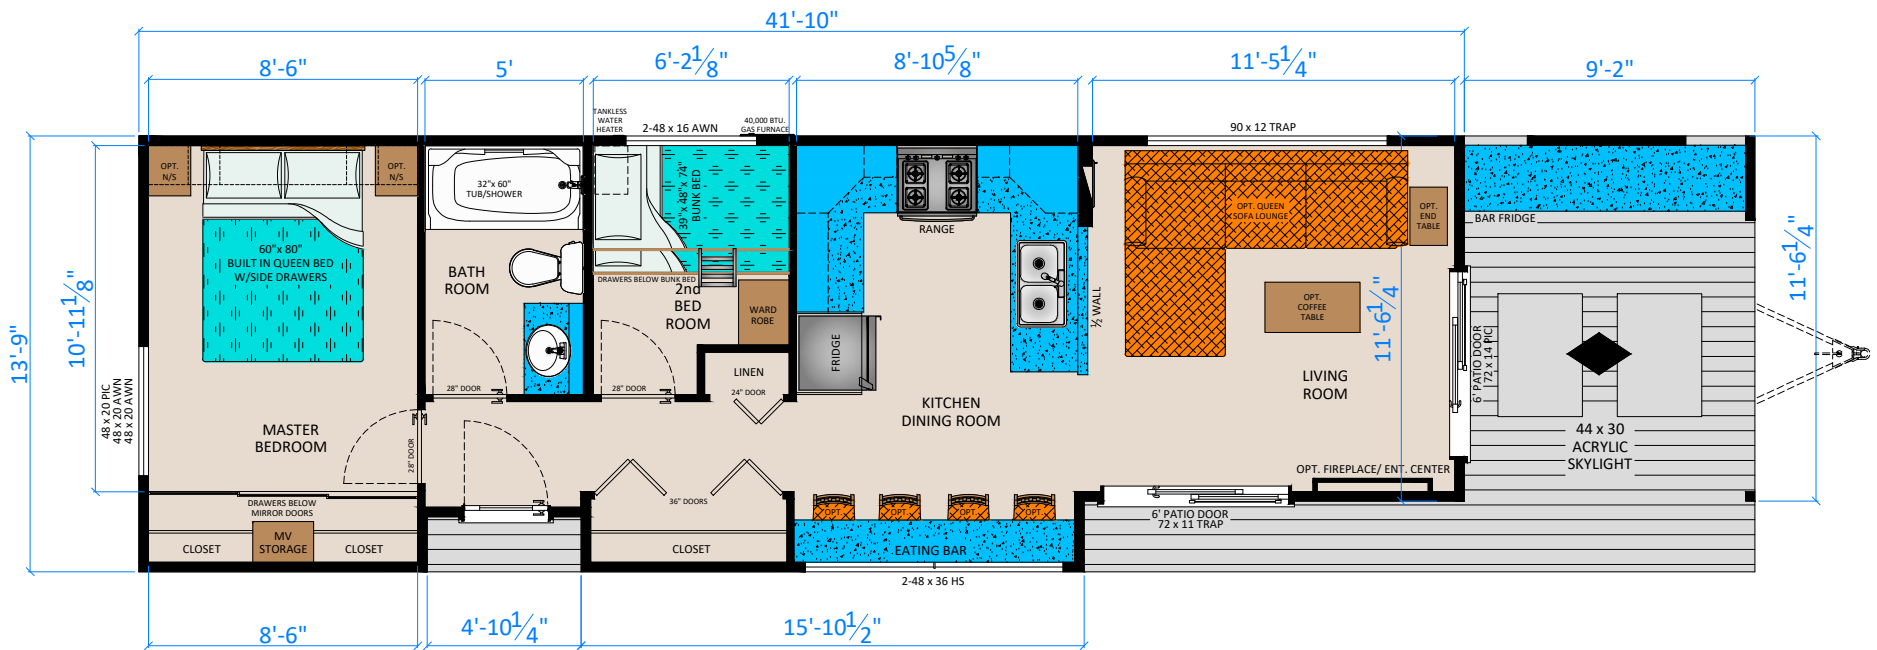 41'-10"
8'-6"
5'
6'-2 1/8"
8'-10 5/8"
11'-5 1/4"
9'-2"
TANKLESS
WATER
HEATER
2-48 x 16 AWN
40,000 BTU.
GAS FURNACE
90 x 12 TRAP
OPT.
N/S
OPT.
N/S
32"x 60"
TUB/SHOWER
39"x 48"x 74"
BUNK BED
RANGE
OPT. QUEEN
SOFA LOUNGE
OPT.
END
TABLE
BAR FRIDGE
60"x 80"
BUILT IN QUEEN BED
W/SIDE DRAWERS
BATH
ROOM
DRAWERS BELOW BUNK BED
2nd
BED
ROOM
WARD
ROBE
½ WALL
OPT.
COFFEE
TABLE
11'-6 1/4"
11'-6 1/4"
13'-9"
10'-11 1/8"
FRIDGE
6' PATIO DOOR
72 x 14 PIC
LINEN
24" DOOR
28" DOOR
28" DOOR
LIVING
ROOM
48 x 20 PIC
48 x 20 AWN
48 x 20 AWN
MASTER
BEDROOM
28" DOOR
KITCHEN
DINING ROOM
44 x 30
ACRYLIC
SKYLIGHT
OPT. FIREPLACE/ ENT. CENTER
DRAWERS BELOW
MIRROR DOORS
36" DOORS
OPT.
OPT.
OPT.
OPT.
6' PATIO DOOR
72 x 11 TRAP
CLOSET
MV
STORAGE
CLOSET
CLOSET
EATING BAR
2-48 x 36 HS
8'-6"
4'-10 1/4"
15'-10 1/2"